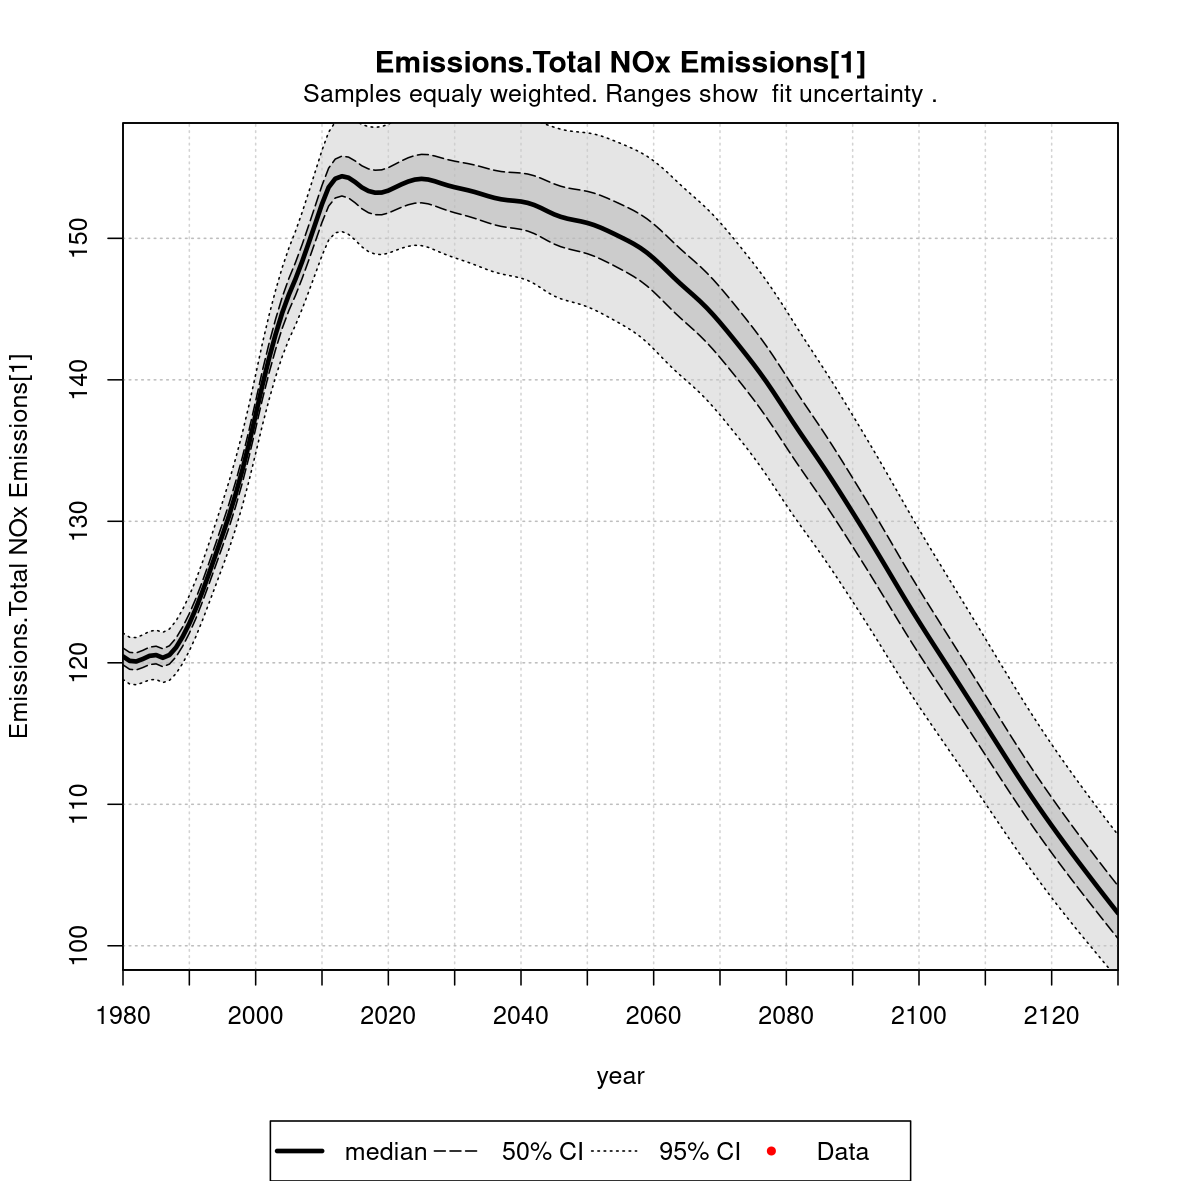 Emissions.Total NOx Emissions[1]
Samples equaly weighted. Ranges show  fit uncertainty .
Emissions.Total NOx Emissions[1]
150
140
130
120
110
100
1980 2000 2020 2040 2060 2080 2100 2120
year
median 50% CI 95% CI Data